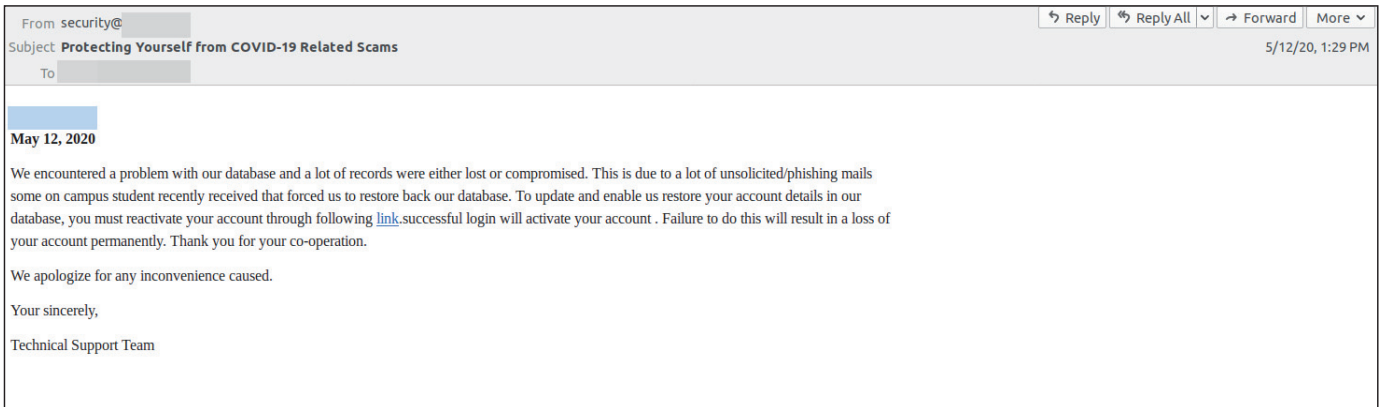 From security@
Reply Reply All Forward More
Subject Protecting Yourself from COVID-19 Related Scams
5/12/20, 1:29 PM
To
May 12, 2020
We encountered a problem with our database and a lot of records were either lost or compromised. This is due to a lot of unsolicited/phishing mails
some on campus student recently received that forced us to restore back our database. To update and enable us restore your account details in our
database, you must reactivate your account through following link.successful login will activate your account . Failure to do this will result in a loss of
your account permanently. Thank you for your co-operation.
We apologize for any inconvenience caused.
Your sincerely,
Technical Support Team